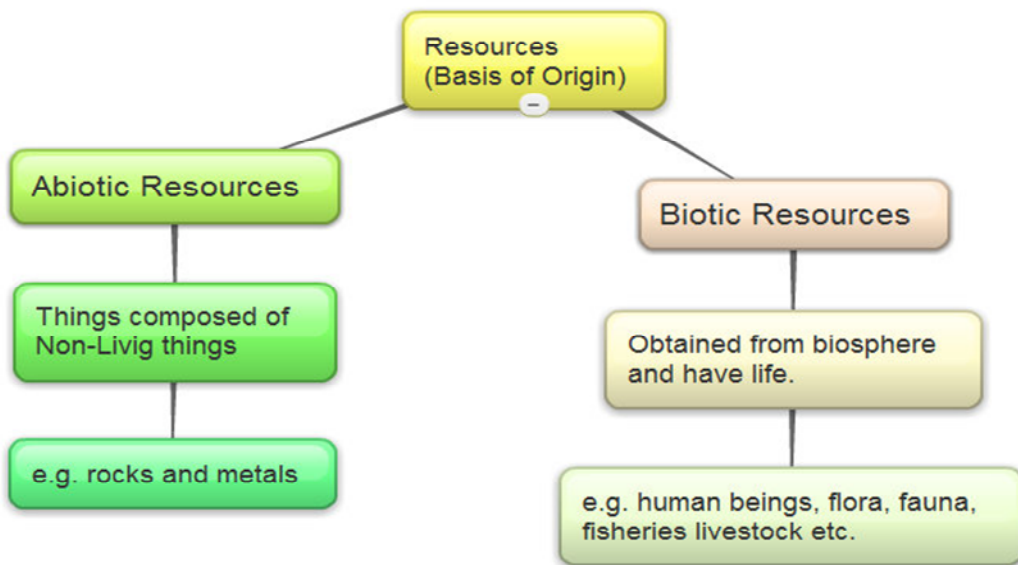 Resources
(Basis of Origin)
Abiotic Resources
Things composed of
Non-Livig things
e.g. rocks and metals
Biotic Resources
Obtained from biosphere
and have life.
e.g. human beings, flora, fauna,
fisheries livestock etc.